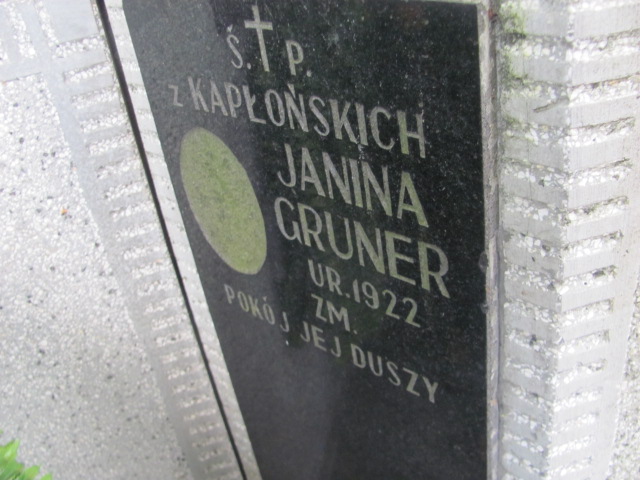 Ś. P.
z KAPŁOŃSKICH
JANINA
GRUNER
UR. 1922
ZM.
POKÓJ JEJ DUSZY